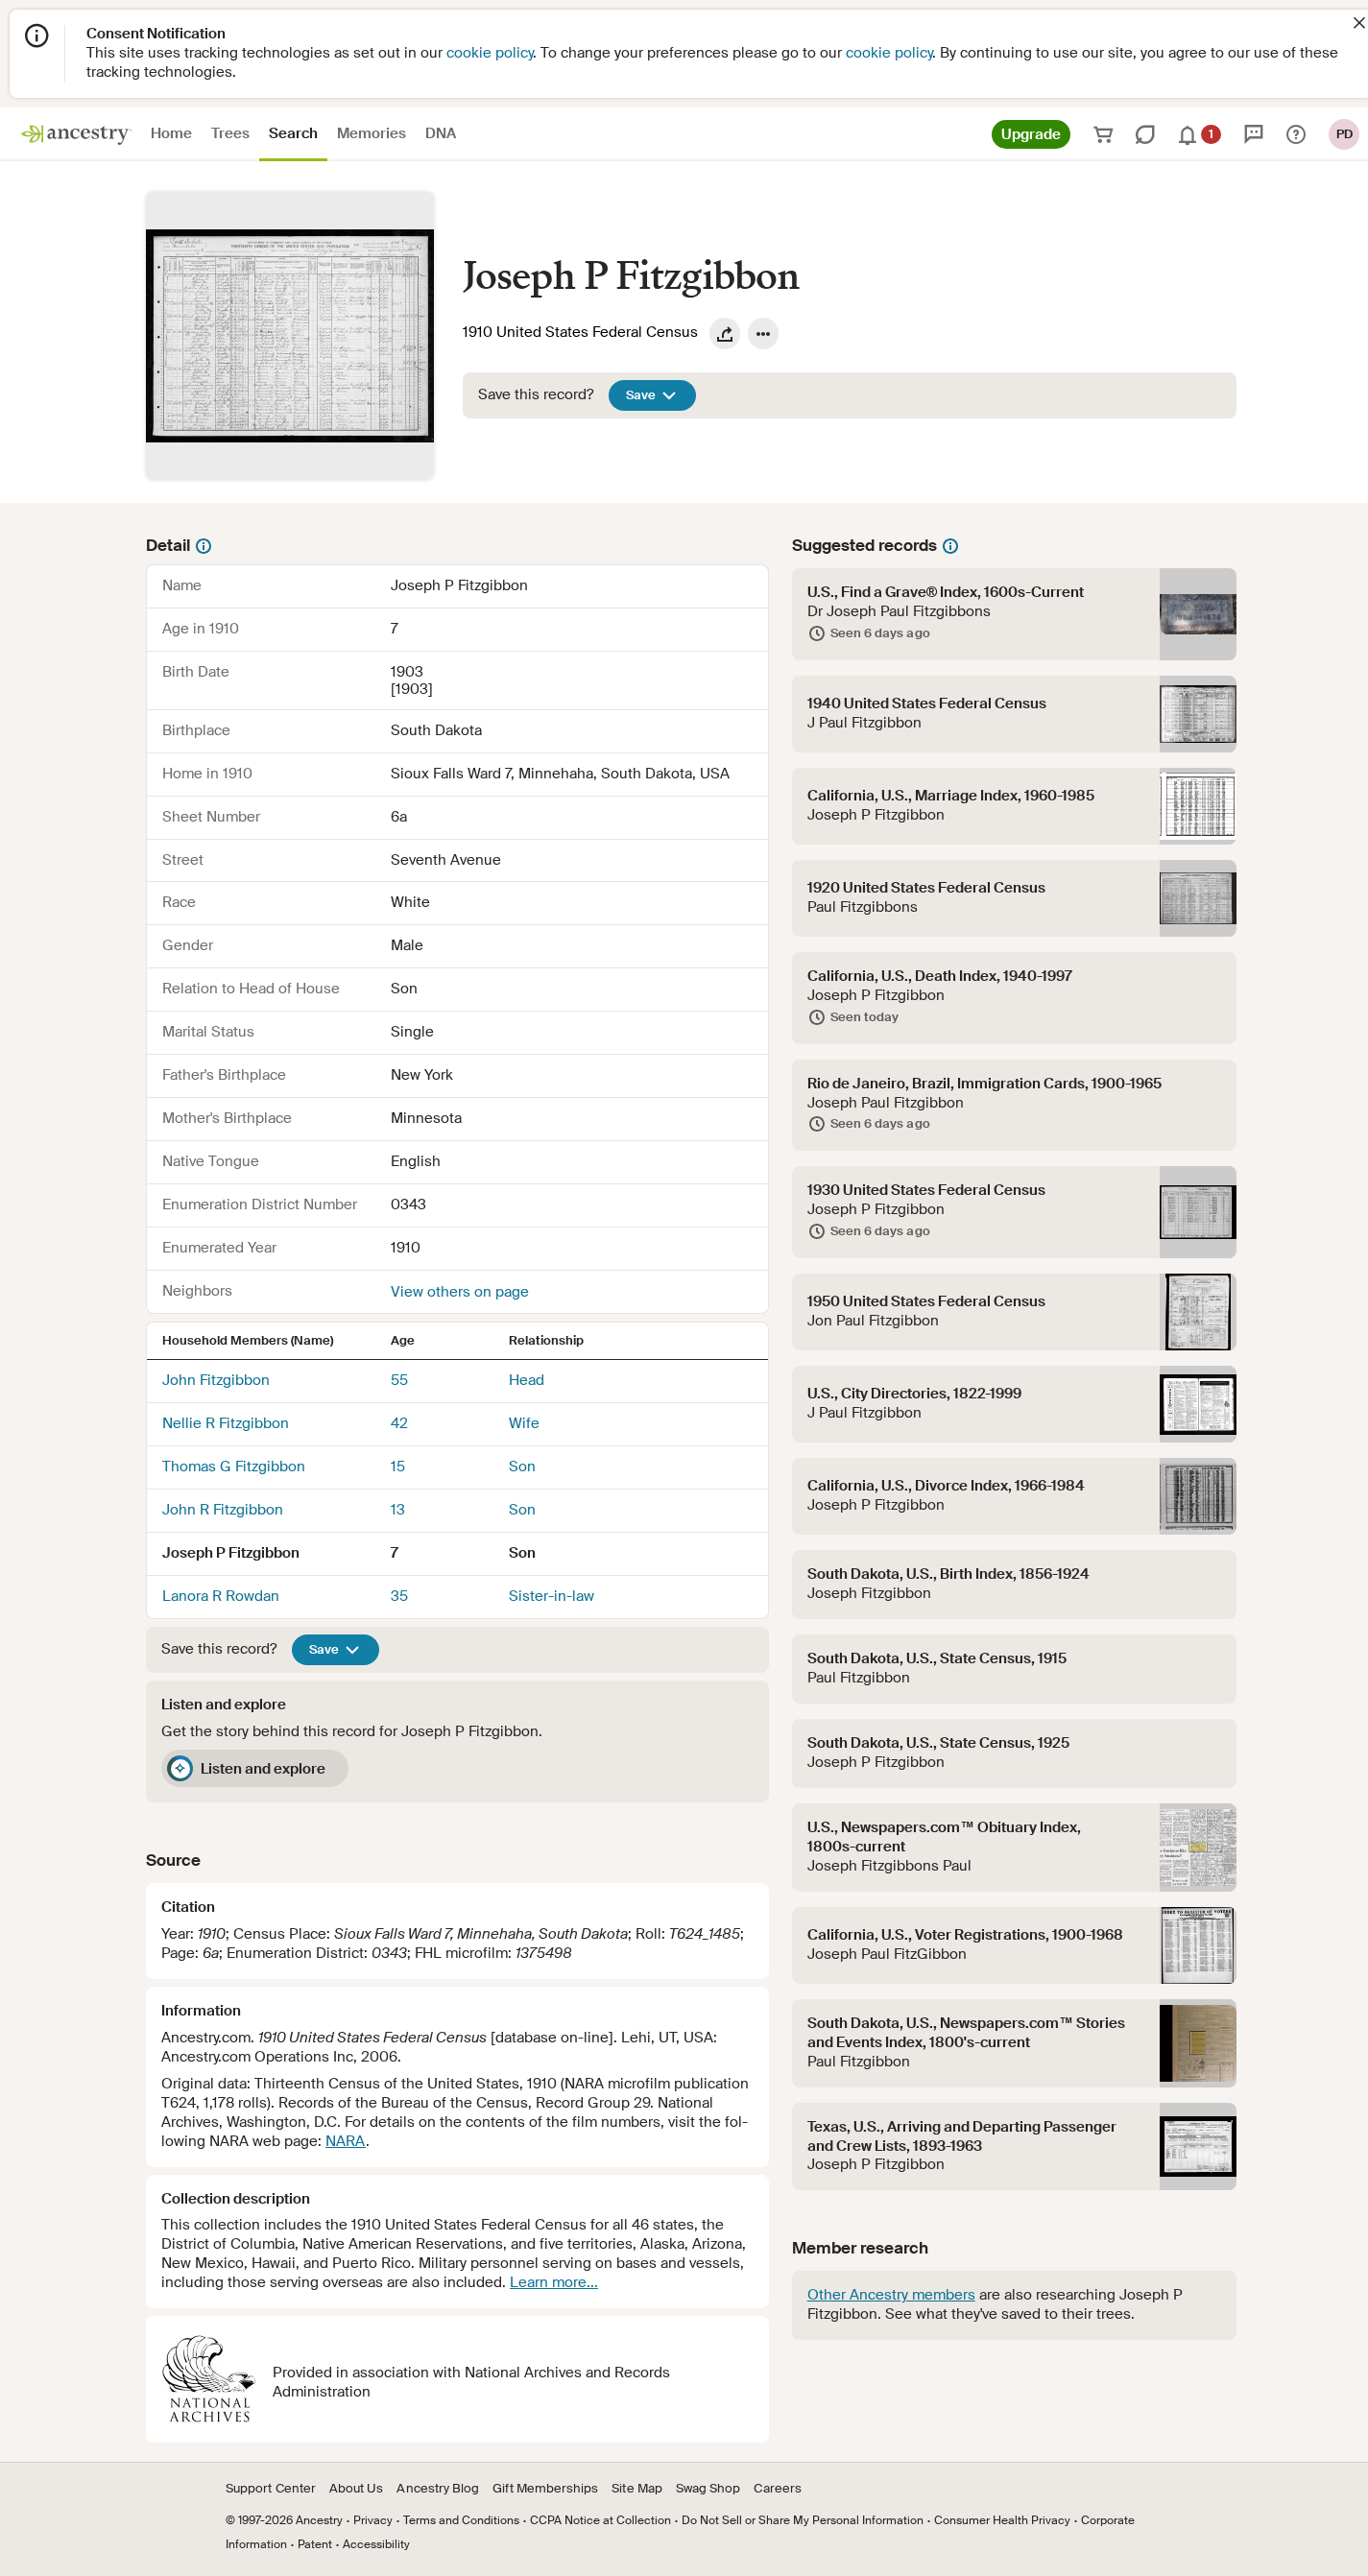 Consent Notification
This site uses tracking technologies as set out in our cookie policy. To change your preferences please go to our cookie policy. By continuing to use our site, you agree to our use of these
tracking technologies.
ancestry
Home
Trees
Search
Memories
DNA
Upgrade
1
PD
Joseph P Fitzgibbon
1910 United States Federal Census
Save this record?
Save
Detail
Name Joseph P Fitzgibbon
Age in 1910 7
Birth Date 1903
[1903]
Birthplace South Dakota
Home in 1910 Sioux Falls Ward 7, Minnehaha, South Dakota, USA
Sheet Number 6a
Street Seventh Avenue
Race White
Gender Male
Relation to Head of House Son
Marital Status Single
Father's Birthplace New York
Mother's Birthplace Minnesota
Native Tongue English
Enumeration District Number 0343
Enumerated Year 1910
Neighbors View others on page
Household Members (Name) Age Relationship
John Fitzgibbon 55 Head
Nellie R Fitzgibbon 42 Wife
Thomas G Fitzgibbon 15 Son
John R Fitzgibbon 13 Son
Joseph P Fitzgibbon 7 Son
Lanora R Rowdan 35 Sister-in-law
Save this record?
Save
Listen and explore
Get the story behind this record for Joseph P Fitzgibbon.
Listen and explore
Source
Citation
Year: 1910; Census Place: Sioux Falls Ward 7, Minnehaha, South Dakota; Roll: T624_1485;
Page: 6a; Enumeration District: 0343; FHL microfilm: 1375498
Information
Ancestry.com. 1910 United States Federal Census [database on-line]. Lehi, UT, USA:
Ancestry.com Operations Inc, 2006.
Original data: Thirteenth Census of the United States, 1910 (NARA microfilm publication
T624, 1,178 rolls). Records of the Bureau of the Census, Record Group 29. National
Archives, Washington, D.C. For details on the contents of the film numbers, visit the fol-
lowing NARA web page: NARA.
Collection description
This collection includes the 1910 United States Federal Census for all 46 states, the
District of Columbia, Native American Reservations, and five territories, Alaska, Arizona,
New Mexico, Hawaii, and Puerto Rico. Military personnel serving on bases and vessels,
including those serving overseas are also included. Learn more...
NATIONAL
ARCHIVES
Provided in association with National Archives and Records
Administration
Suggested records
U.S., Find a Grave® Index, 1600s-Current
Dr Joseph Paul Fitzgibbons
Seen 6 days ago
1940 United States Federal Census
J Paul Fitzgibbon
California, U.S., Marriage Index, 1960-1985
Joseph P Fitzgibbon
1920 United States Federal Census
Paul Fitzgibbons
California, U.S., Death Index, 1940-1997
Joseph P Fitzgibbon
Seen today
Rio de Janeiro, Brazil, Immigration Cards, 1900-1965
Joseph Paul Fitzgibbon
Seen 6 days ago
1930 United States Federal Census
Joseph P Fitzgibbon
Seen 6 days ago
1950 United States Federal Census
Jon Paul Fitzgibbon
U.S., City Directories, 1822-1999
J Paul Fitzgibbon
California, U.S., Divorce Index, 1966-1984
Joseph P Fitzgibbon
South Dakota, U.S., Birth Index, 1856-1924
Joseph Fitzgibbon
South Dakota, U.S., State Census, 1915
Paul Fitzgibbon
South Dakota, U.S., State Census, 1925
Joseph P Fitzgibbon
U.S., Newspapers.com™ Obituary Index,
1800s-current
Joseph Fitzgibbons Paul
California, U.S., Voter Registrations, 1900-1968
Joseph Paul FitzGibbon
South Dakota, U.S., Newspapers.com™ Stories
and Events Index, 1800's-current
Paul Fitzgibbon
Texas, U.S., Arriving and Departing Passenger
and Crew Lists, 1893-1963
Joseph P Fitzgibbon
Member research
Other Ancestry members are also researching Joseph P
Fitzgibbon. See what they've saved to their trees.
Support Center About Us Ancestry Blog Gift Memberships Site Map Swag Shop Careers
© 1997-2026 Ancestry • Privacy • Terms and Conditions • CCPA Notice at Collection • Do Not Sell or Share My Personal Information • Consumer Health Privacy • Corporate
Information • Patent • Accessibility